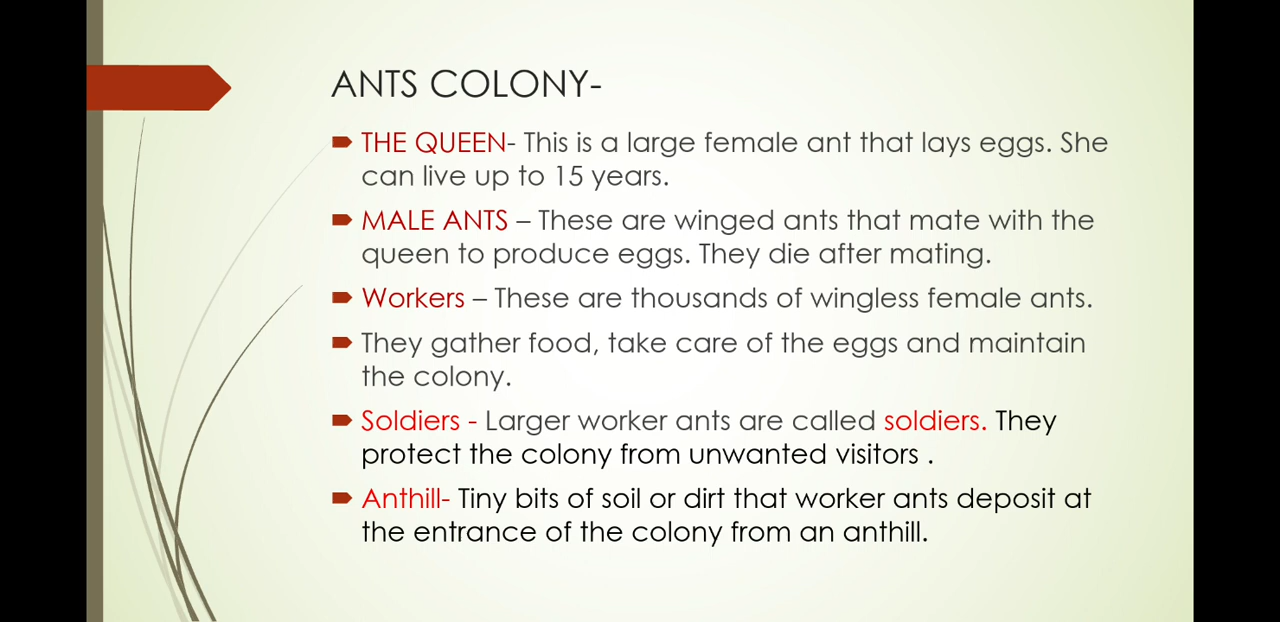 ANTS COLONY-
THE QUEEN- This is a large female ant that lays eggs. She
can live up to 15 years.
MALE ANTS – These are winged ants that mate with the
queen to produce eggs. They die after mating.
Workers – These are thousands of wingless female ants.
They gather food, take care of the eggs and maintain
the colony.
Soldiers - Larger worker ants are called soldiers. They
protect the colony from unwanted visitors .
Anthill- Tiny bits of soil or dirt that worker ants deposit at
the entrance of the colony from an anthill.